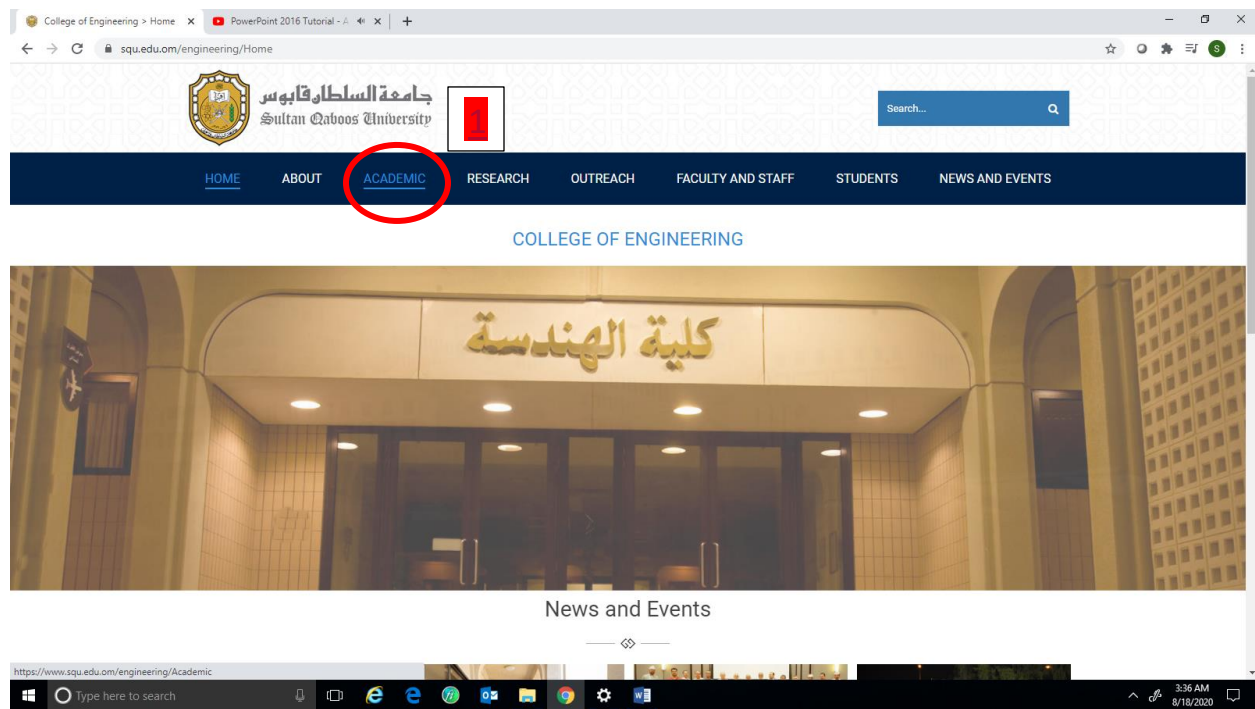 College of Engineering > Home
PowerPoint 2016 Tutorial - A
squ.edu.om/engineering/Home
S
جامعة السلطان قابوس
Sultan Qaboos University
1
Search...
HOME ABOUT ACADEMIC RESEARCH OUTREACH FACULTY AND STAFF STUDENTS NEWS AND EVENTS
COLLEGE OF ENGINEERING
كلية الهندسة
News and Events
https://www.squ.edu.om/engineering/Academic
Type here to search
3:36 AM
8/18/2020